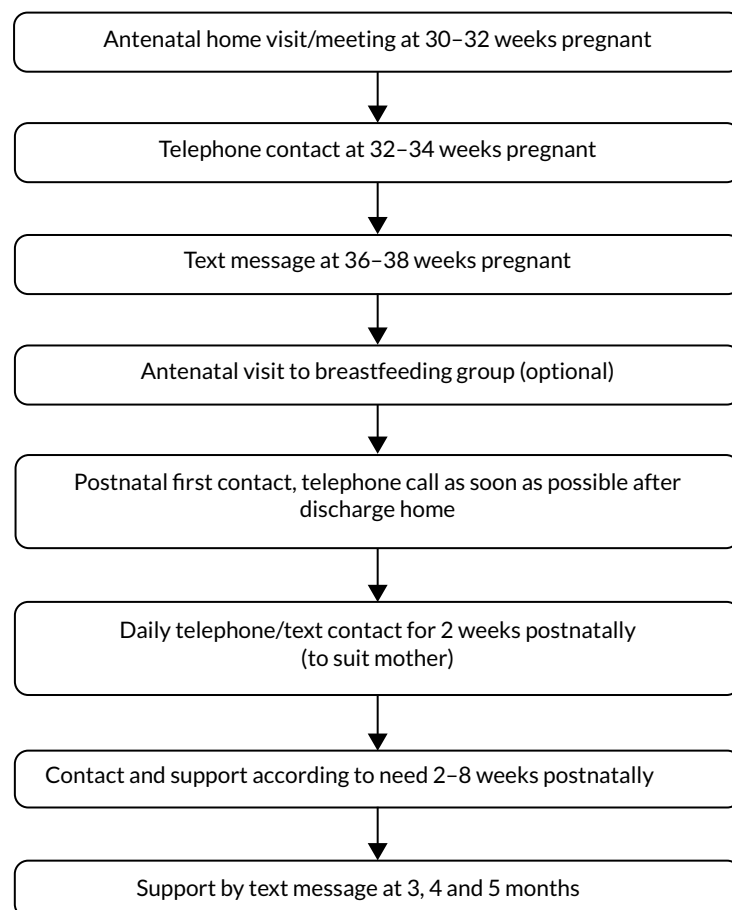 Antenatal home visit/meeting at 30–32 weeks pregnant
Telephone contact at 32–34 weeks pregnant
Text message at 36–38 weeks pregnant
Antenatal visit to breastfeeding group (optional)
Postnatal first contact, telephone call as soon as possible after
discharge home
Daily telephone/text contact for 2 weeks postnatally
(to suit mother)
Contact and support according to need 2–8 weeks postnatally
Support by text message at 3, 4 and 5 months